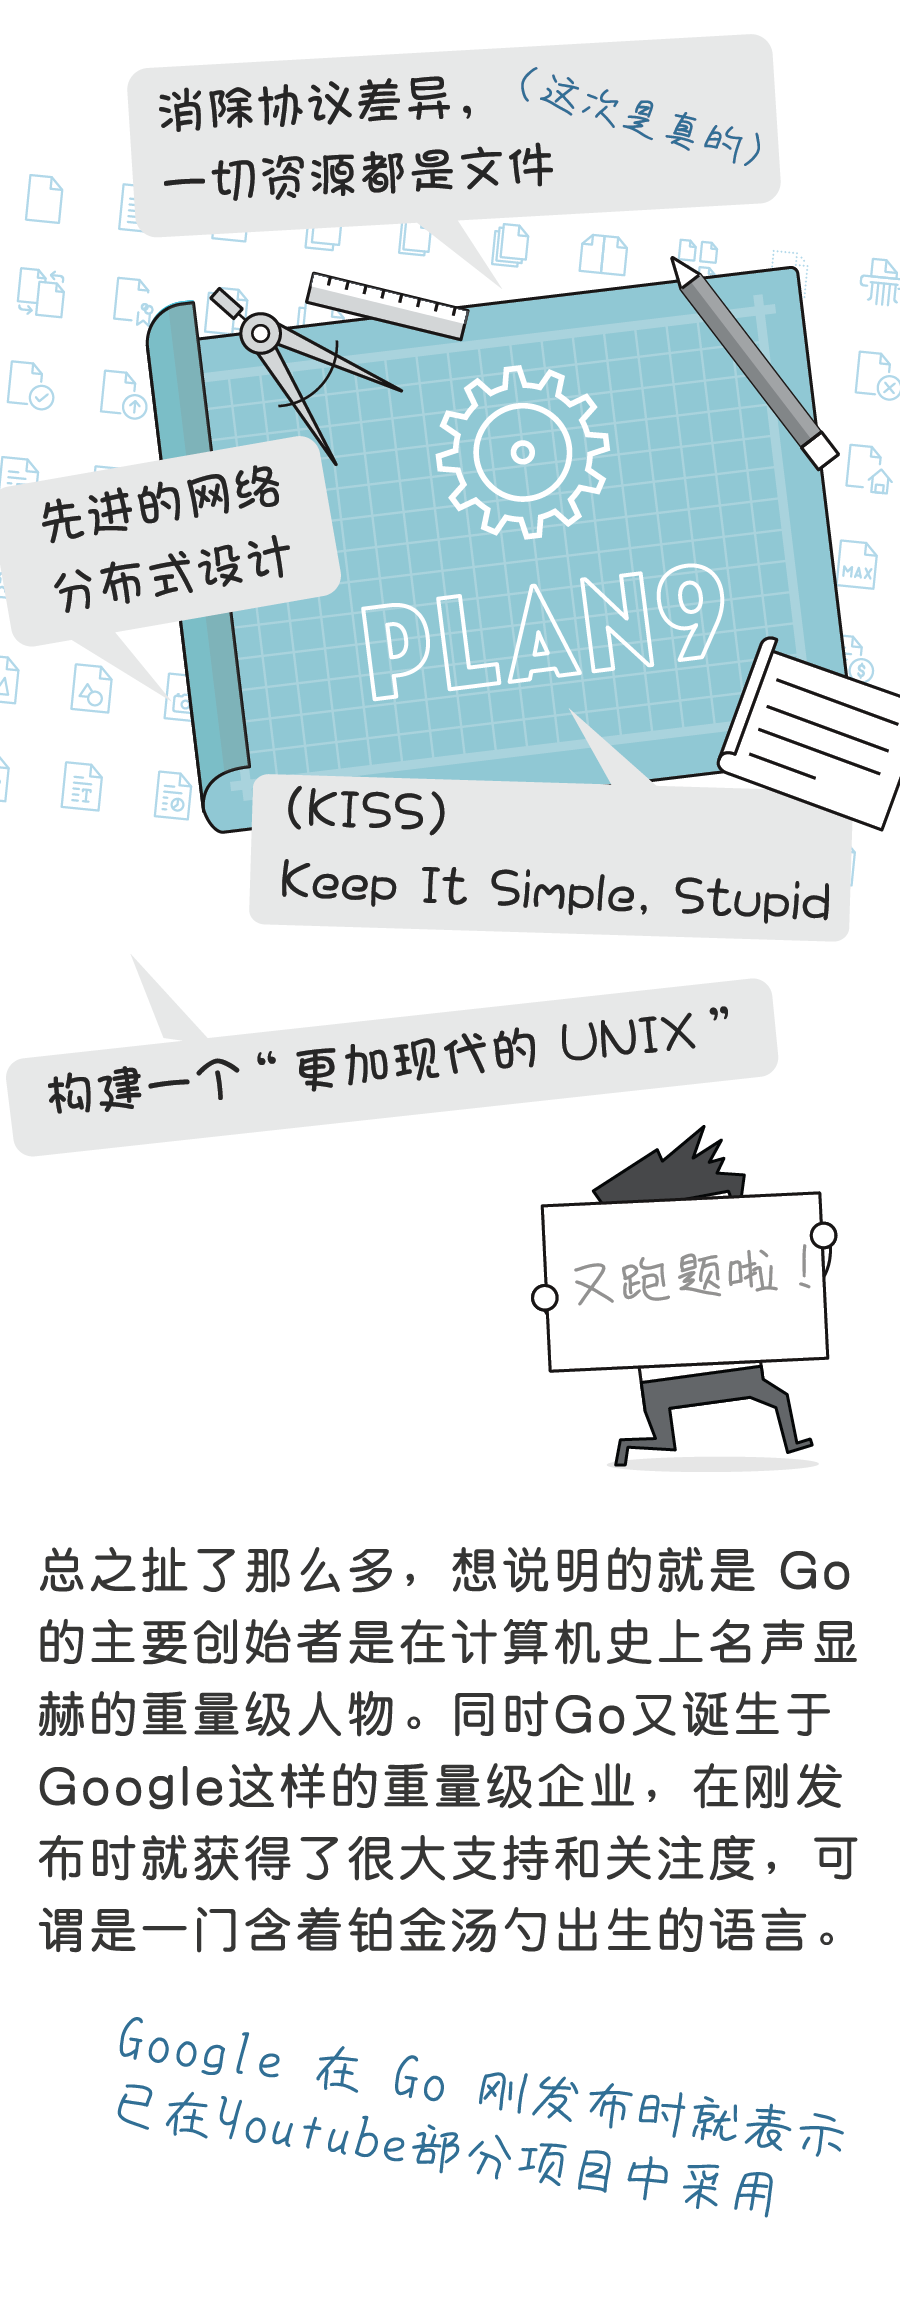 消除协议差异，（这次是真的）
一切资源都是文件
先进的网络
分布式设计
MAX
$
PLAN9
T
(KISS)
Keep It Simple, Stupid
构建一个“更加现代的 UNIX”
又跑题啦！
总之扯了那么多，想说明的就是 Go
的主要创始者是在计算机史上名声显
赫的重量级人物。同时Go又诞生于
Google这样的重量级企业，在刚发
布时就获得了很大支持和关注度，可
谓是一门含着铂金汤勺出生的语言。
Google 在 Go 刚发布时就表示
已在Youtube部分项目中采用